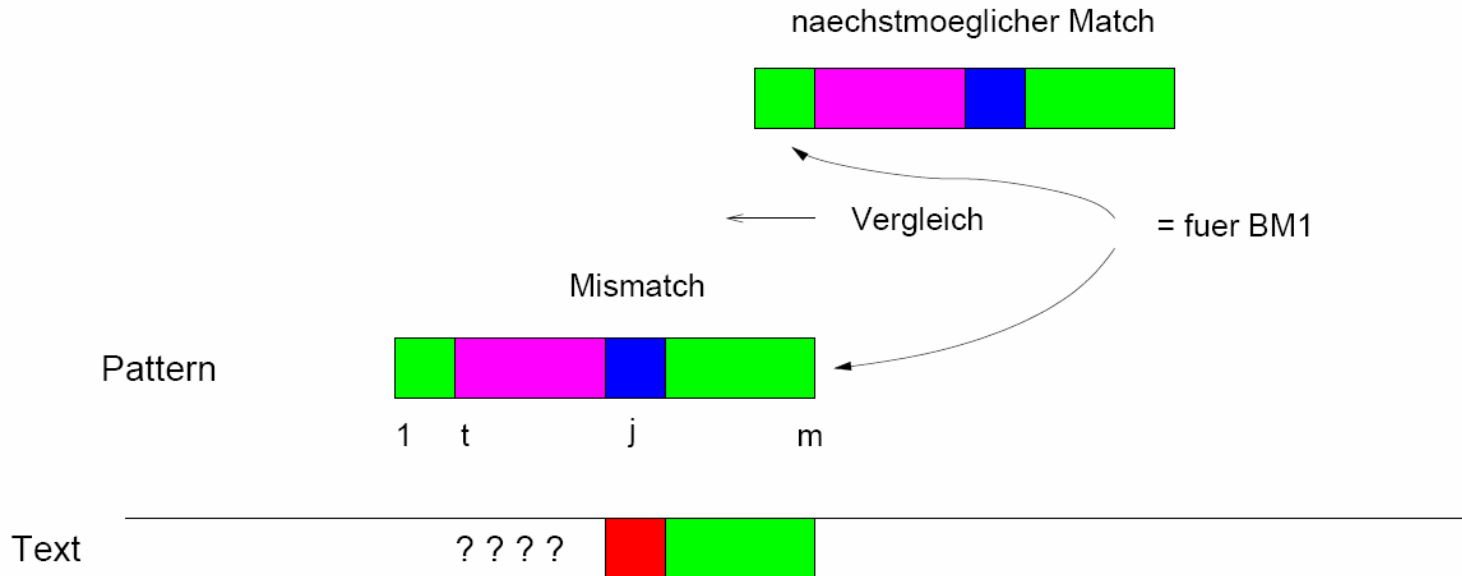 naechstmoeglicher Match
Vergleich = fuer BM1
Mismatch
Pattern
1 t j m
Text ? ? ? ?